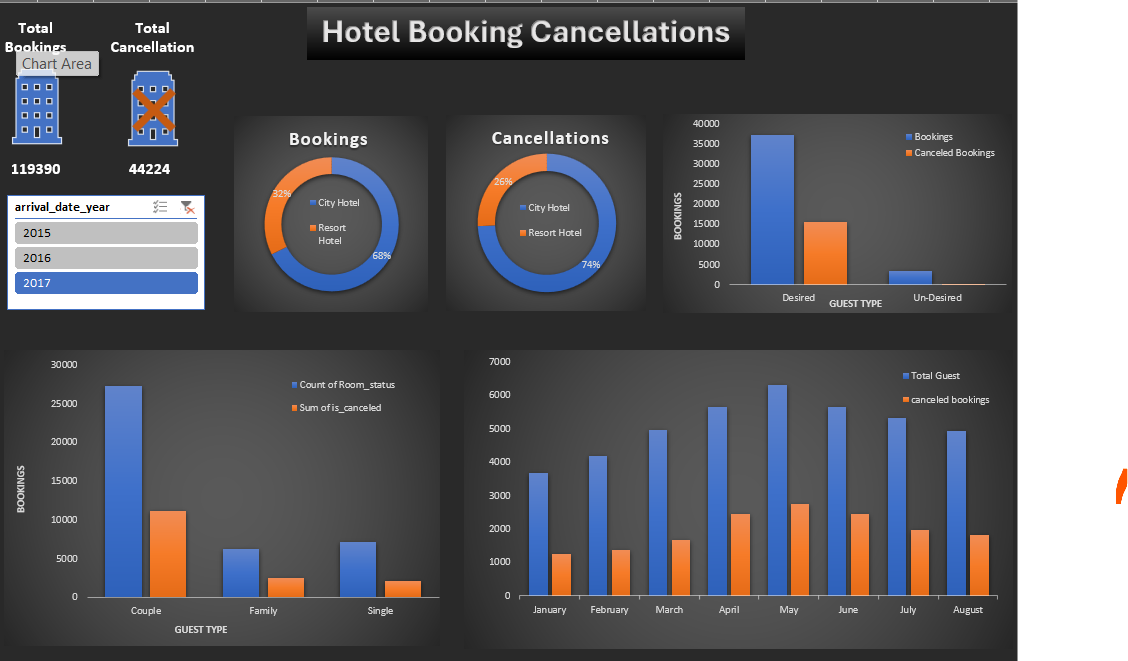 Hotel Booking Cancellations
Total
Bookings
Chart Area
119390
Total
Cancellation
44224
arrival_date_year
2015
2016
2017
Bookings
32%
City Hotel
Resort
Hotel
68%
Cancellations
26%
City Hotel
Resort Hotel
74%
40000
35000
30000
25000
20000
15000
10000
5000
0
BOOKINGS
Bookings
Canceled Bookings
Desired
Un-Desired
GUEST TYPE
30000
25000
20000
15000
10000
5000
0
BOOKINGS
Count of Room_status
Sum of is_canceled
Couple
Family
Single
GUEST TYPE
7000
6000
5000
4000
3000
2000
1000
0
Total Guest
canceled bookings
January
February
March
April
May
June
July
August